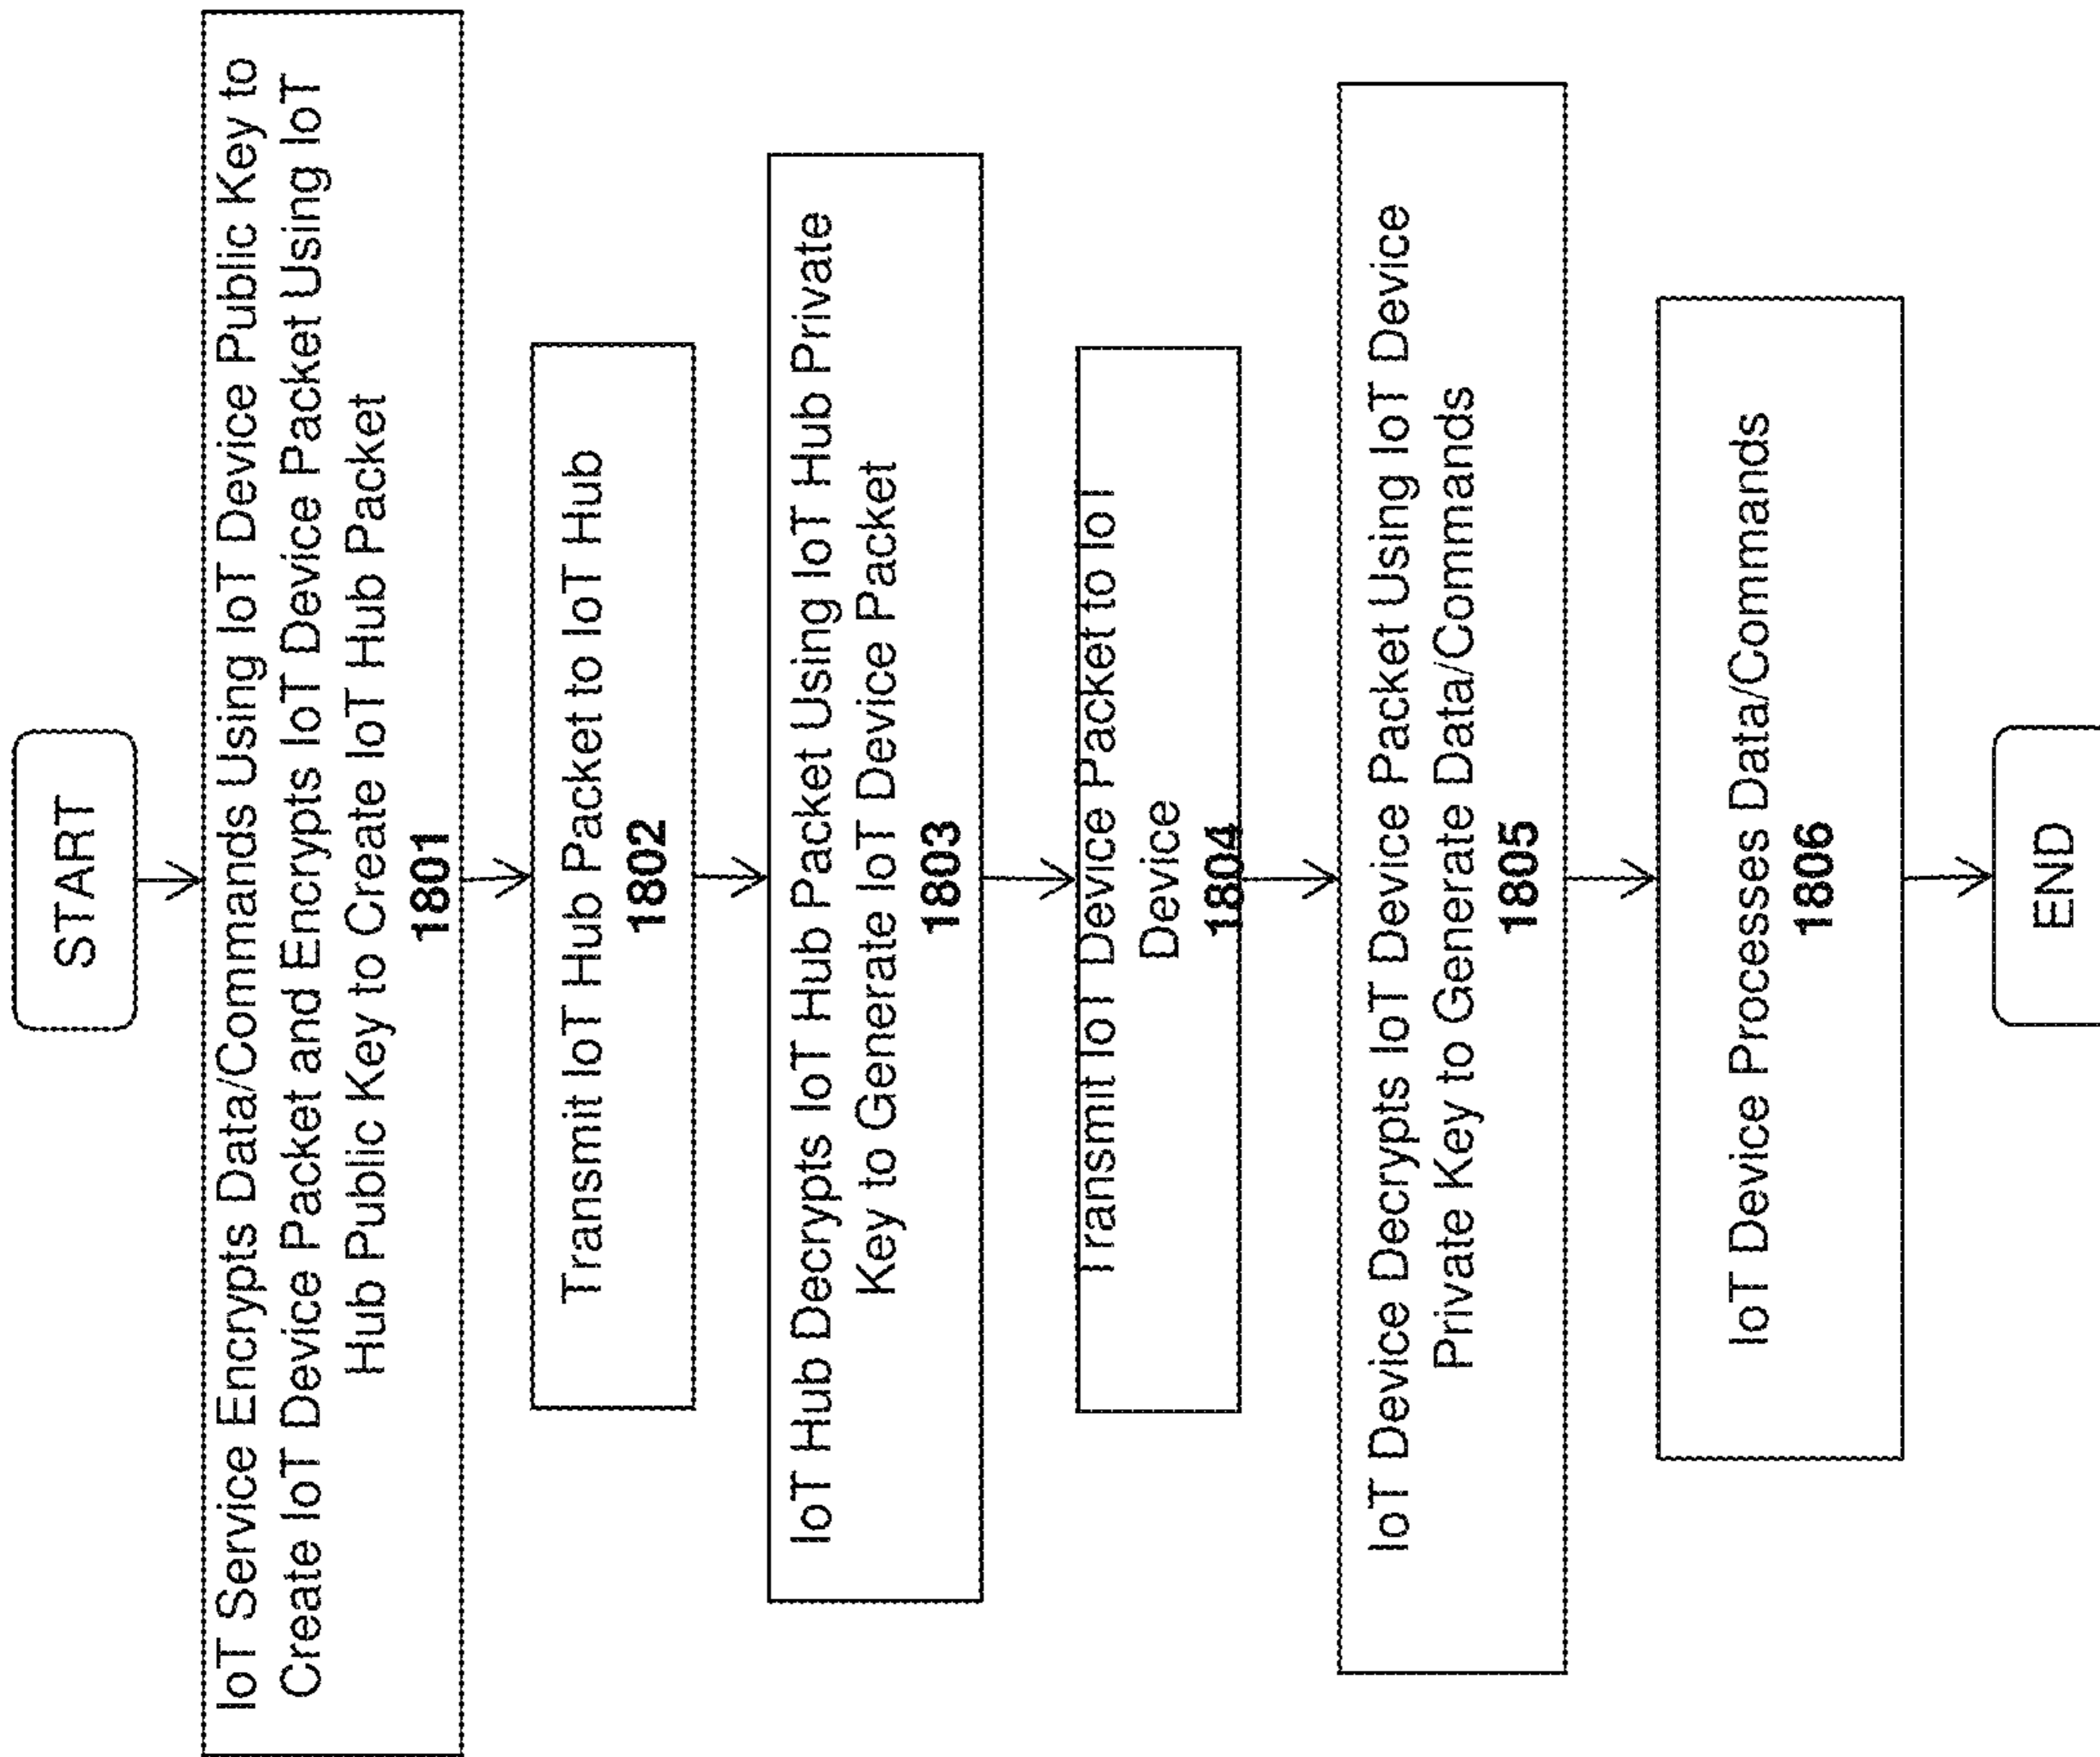 START
IoT Service Encrypts Data/Commands Using IoT Device Public Key to
Create IoT Device Packet and Encrypts IoT Device Packet Using IoT
Hub Public Key to Create IoT Hub Packet
1801
Transmit IoT Hub Packet to IoT Hub
1802
IoT Hub Decrypts IoT Hub Packet Using IoT Hub Private
Key to Generate IoT Device Packet
1803
Transmit IoT Device Packet to IoT
Device
1804
IoT Device Decrypts IoT Device Packet Using IoT Device
Private Key to Generate Data/Commands
1805
IoT Device Processes Data/Commands
1806
END